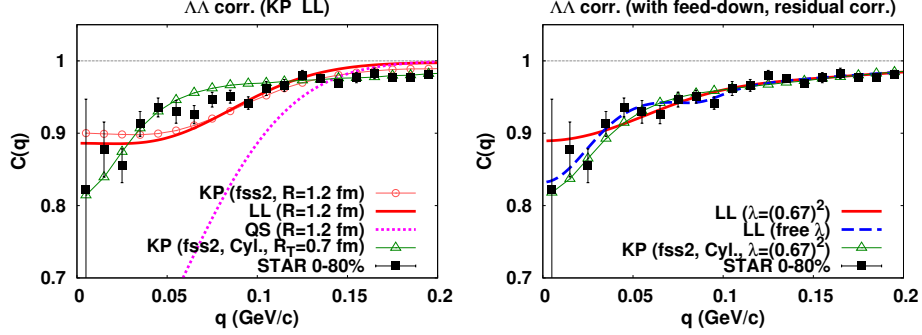 ΛΛ corr. (KP LL)
C(q)
1
0.9
0.8
0.7
KP (fss2, R=1.2 fm)
LL (R=1.2 fm)
QS (R=1.2 fm)
KP (fss2, Cyl., R_T=0.7 fm)
STAR 0-80%
0 0.05 0.1 0.15 0.2
q (GeV/c)
ΛΛ corr. (with feed-down, residual corr.)
C(q)
1
0.9
0.8
0.7
LL (λ=(0.67)²)
LL (free λ)
KP (fss2, Cyl., λ=(0.67)²)
STAR 0-80%
0 0.05 0.1 0.15 0.2
q (GeV/c)